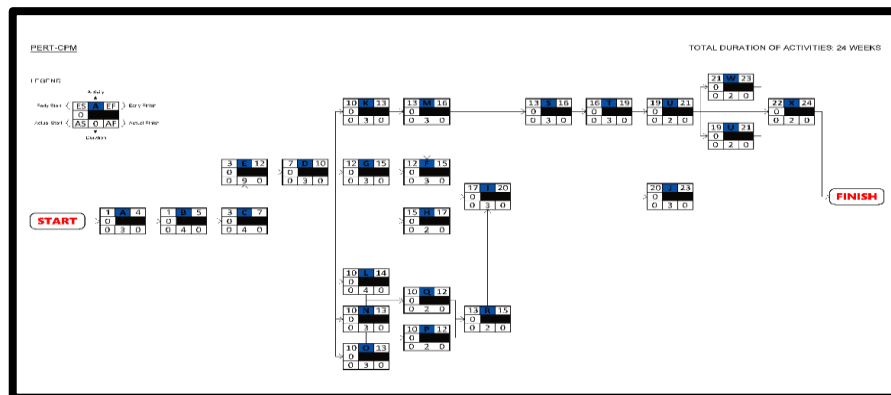 PERT-CPM
TOTAL DURATION OF ACTIVITIES: 24 WEEKS
LEGEND
Early Start ES A EF Early Finish
0
Actual Start AS 0 AF Actual Finish
Duration
21 W 23
0
0 2 0
10 K 13
0
0 3 0
13 M 16
0
0 3 0
13 S 16
0
0 3 0
16 T 19
0
0 3 0
19 U 21
0
0 2 0
22 X 24
0
0 2 0
19 U 21
0
0 2 0
3 E 12
0
0 9 0
7 D 10
0
0 3 0
12 G 15
0
0 3 0
12 F 15
0
0 3 0
17 I 20
0
0 3 0
20 J 23
0
0 3 0
FINISH
START
1 A 4
0
0 3 0
1 B 5
0
0 4 0
3 C 7
0
0 4 0
15 H 17
0
0 2 0
10 L 14
0
0 4 0
10 Q 12
0
0 2 0
10 N 13
0
0 3 0
13 R 15
0
0 2 0
10 P 12
0
0 2 0
10 O 13
0
0 3 0